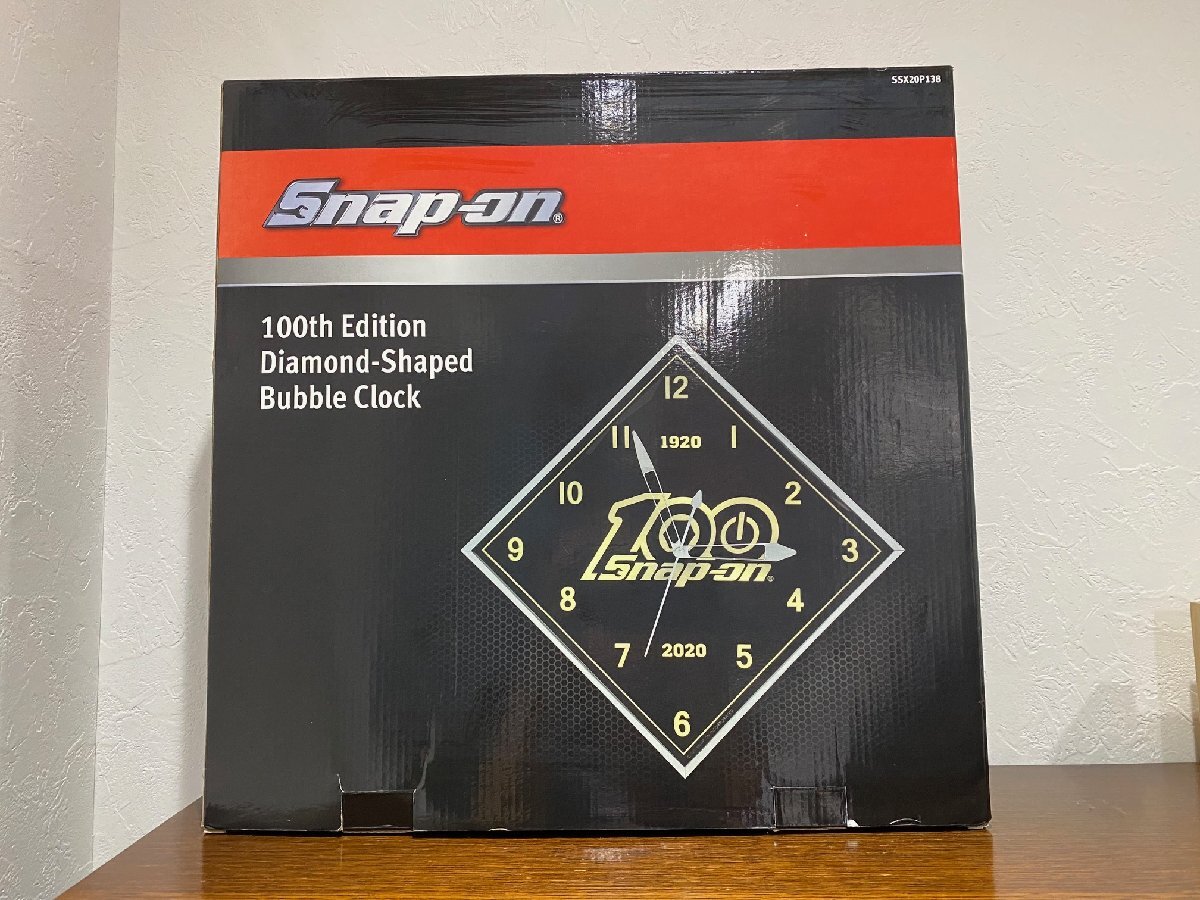 SSX20P138
Snap-on®
100th Edition
Diamond-Shaped
Bubble Clock
12
11 1920 1
10 2
100
9 3
Snap-on®
8 4
7 2020 5
6